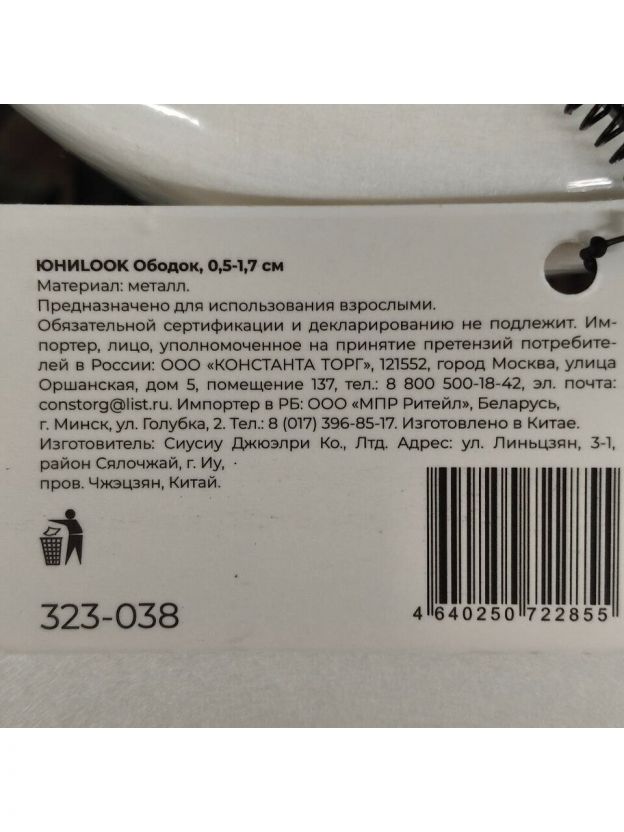 ЮНИLOOK Ободок, 0,5-1,7 см
Материал: металл.
Предназначено для использования взрослыми.
Обязательной сертификации и декларированию не подлежит. Им-
портер, лицо, уполномоченное на принятие претензий потребите-
лей в России: ООО «КОНСТАНТА ТОРГ», 121552, город Москва, улица
Оршанская, дом 5, помещение 137, тел.: 8 800 500-18-42, эл. почта:
constorg@list.ru. Импортер в РБ: ООО «МПР Ритейл», Беларусь,
г. Минск, ул. Голубка, 2. Тел.: 8 (017) 396-85-17. Изготовлено в Китае.
Изготовитель: Сиусиу Джюэлри Ко., Лтд. Адрес: ул. Линьцзян, 3-1,
район Сялочжай, г. Иу,
пров. Чжэцзян, Китай.
323-038
4 640250 722855